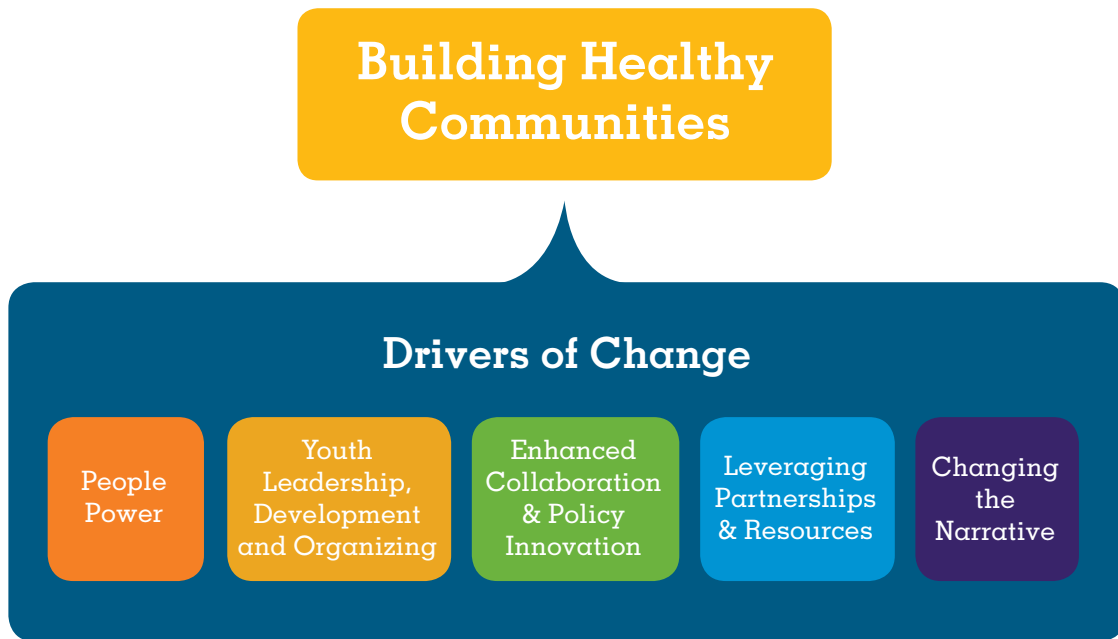 Building Healthy
Communities
Drivers of Change
People
Power
Youth
Leadership,
Development
and Organizing
Enhanced
Collaboration
& Policy
Innovation
Leveraging
Partnerships
& Resources
Changing
the
Narrative